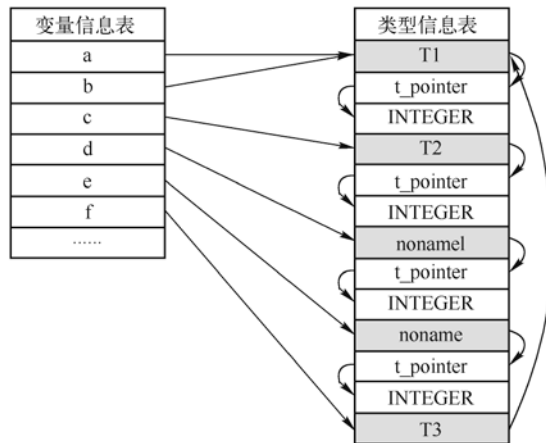 变量信息表
a
b
c
d
e
f
……
类型信息表
T1
t_pointer
INTEGER
T2
t_pointer
INTEGER
nonamel
t_pointer
INTEGER
noname
t_pointer
INTEGER
T3